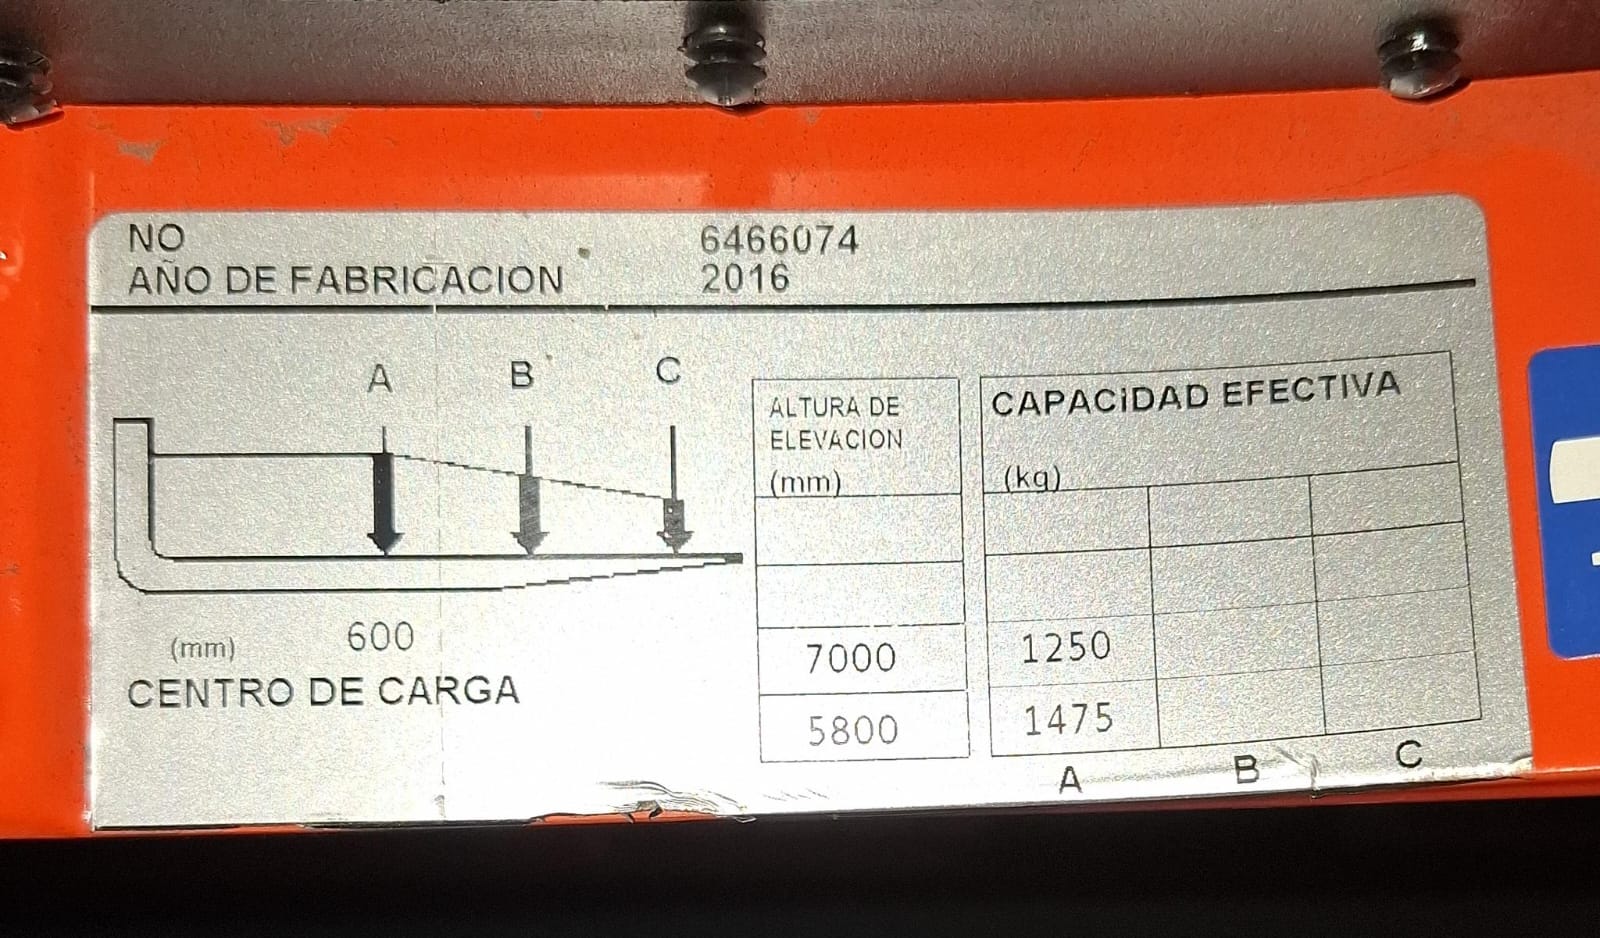 NO 6466074
AÑO DE FABRICACION 2016
A B C
ALTURA DE
ELEVACION
(mm)
CAPACIDAD EFECTIVA
(kg)
(mm) 600
CENTRO DE CARGA
7000 1250
5800 1475
A B C